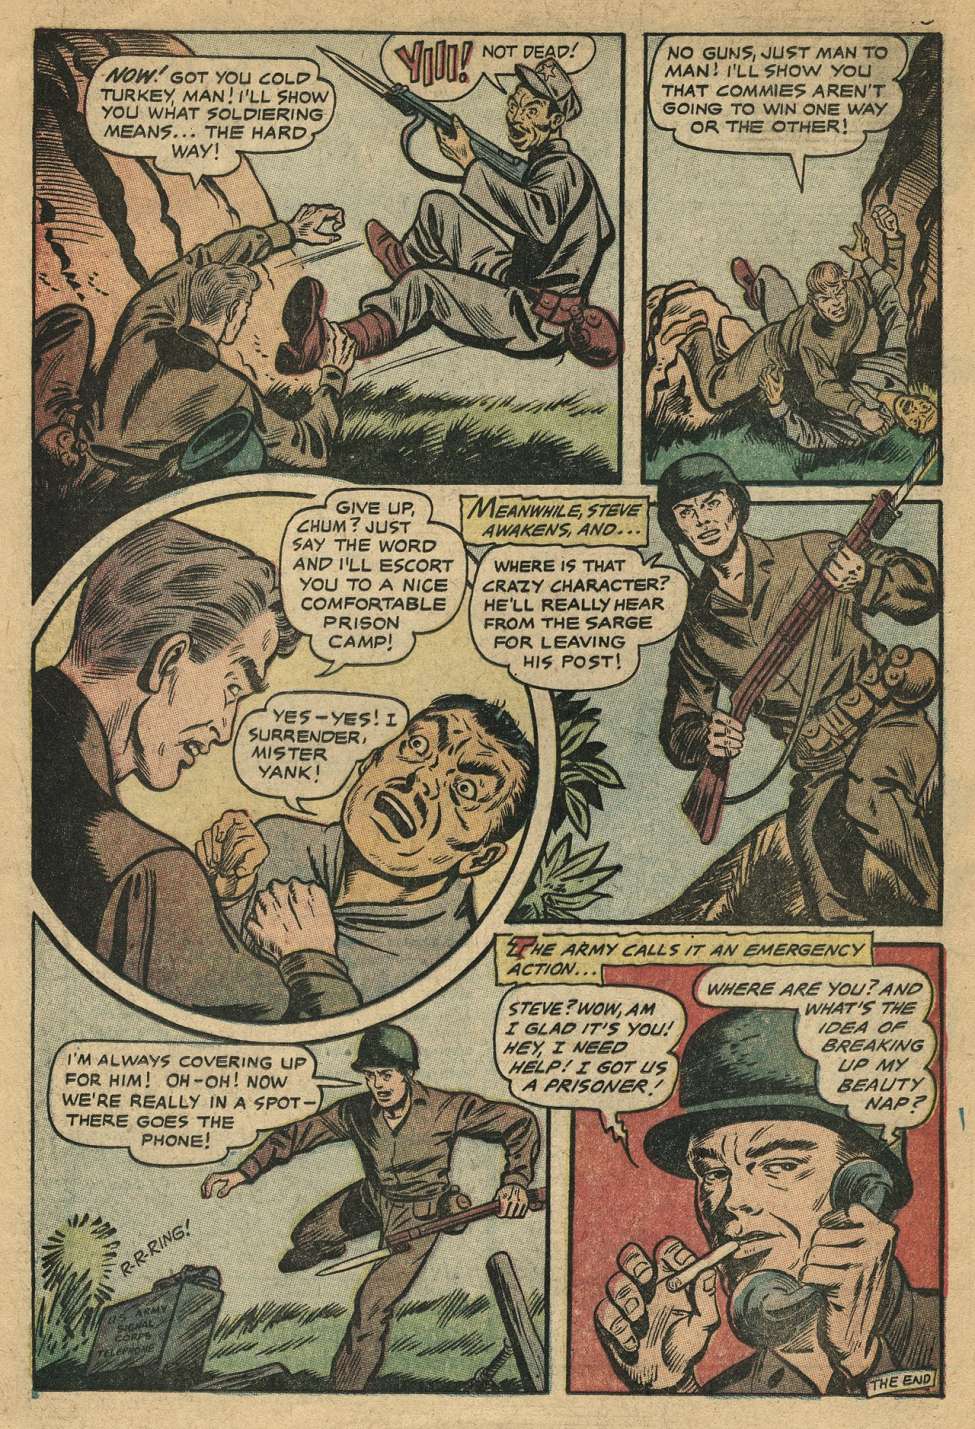 NOW! GOT YOU COLD
TURKEY, MAN! I'LL SHOW
YOU WHAT SOLDIERING
MEANS... THE HARD
WAY!
YIII! NOT DEAD!
NO GUNS, JUST MAN TO
MAN! I'LL SHOW YOU
THAT COMMIES AREN'T
GOING TO WIN ONE WAY
OR THE OTHER!
GIVE UP,
CHUM? JUST
SAY THE WORD
AND I'LL ESCORT
YOU TO A NICE
COMFORTABLE
PRISON
CAMP!
YES-YES! I
SURRENDER,
MISTER
YANK!
MEANWHILE, STEVE
AWAKENS, AND...
WHERE IS THAT
CRAZY CHARACTER?
HE'LL REALLY HEAR
FROM THE SARGE
FOR LEAVING
HIS POST!
I'M ALWAYS COVERING UP
FOR HIM! OH-OH! NOW
WE'RE REALLY IN A SPOT-
THERE GOES THE
PHONE!
R-R-RING!
U.S. ARMY
SIGNAL
CORPS
TELEPHONE
THE ARMY CALLS IT AN EMERGENCY
ACTION...
STEVE? WOW, AM
I GLAD IT'S YOU!
HEY, I NEED
HELP! I GOT US
A PRISONER!
WHERE ARE YOU? AND
WHAT'S THE
IDEA OF
BREAKING
UP MY
BEAUTY
NAP?
THE END